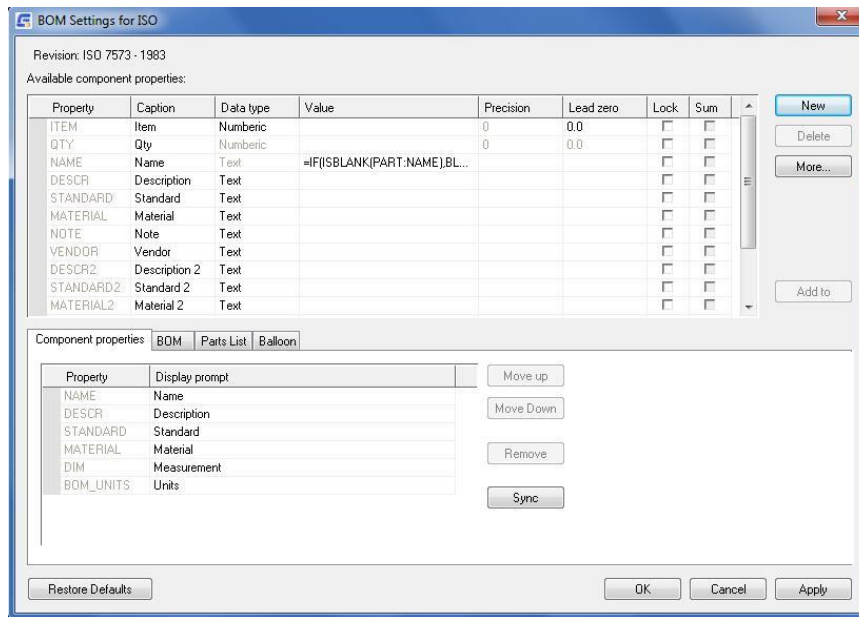 BOM Settings for ISO
Revision: ISO 7573 - 1983
Available component properties:
Property Caption Data type Value Precision Lead zero Lock Sum
ITEM Item Numberic 0 0.0
QTY Qty Numberic 0 0.0
NAME Name Text =IF(ISBLANK(PART:NAME),BL...
DESCR Description Text
STANDARD Standard Text
MATERIAL Material Text
NOTE Note Text
VENDOR Vendor Text
DESCR2 Description 2 Text
STANDARD2 Standard 2 Text
MATERIAL2 Material 2 Text
New
Delete
More...
Add to
Component properties BOM Parts List Balloon
Property Display prompt
NAME Name
DESCR Description
STANDARD Standard
MATERIAL Material
DIM Measurement
BOM_UNITS Units
Move up
Move Down
Remove
Sync
Restore Defaults OK Cancel Apply